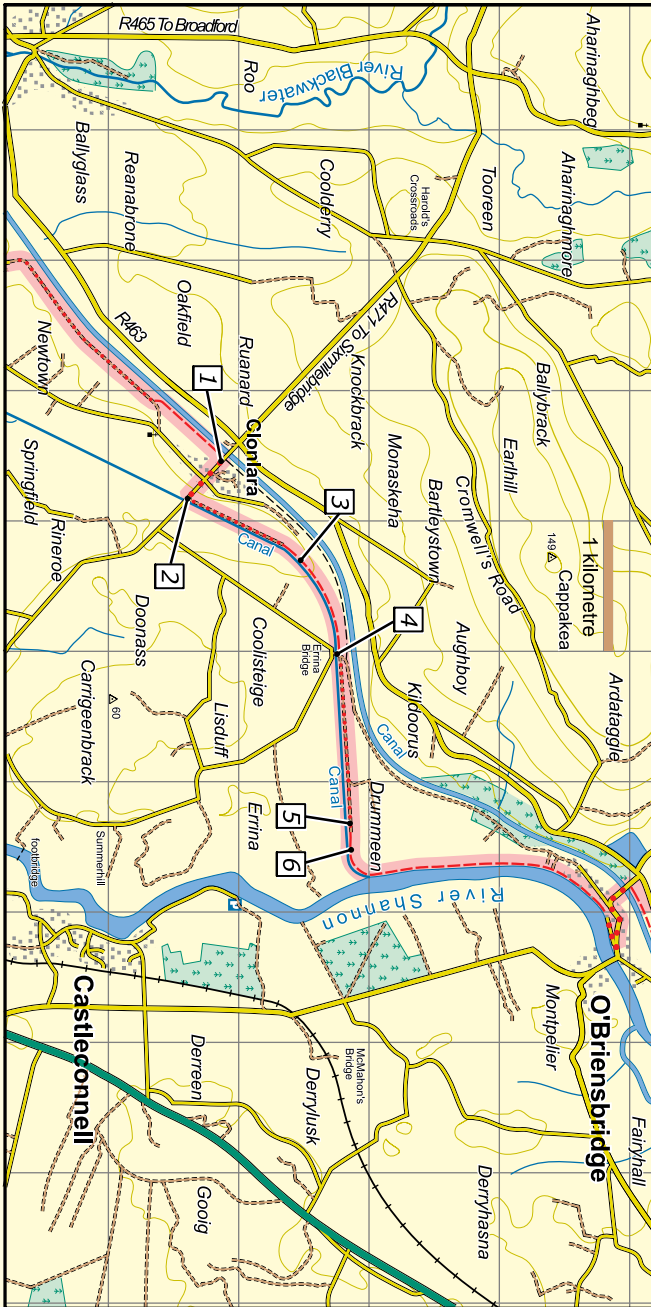 R465 To Broadford
Aharinaghbeg
River Blackwater
Roo
Ballyglass
Reanabrone
Coolderry
Harold's
Crossroads
Tooreen
Aharinaghmore
R463
Oakfield
Newtown
Ruanard
R471 To Sixmilebridge
Knockbrack
Ballybrack
Earlhill
1
Clonlara
Monaskeha
Bartleystown
Cromwell's Road
1 kilometre
149
Cappakea
Springfield
Rineroe
2
Canal
3
4
Aughboy
Ardataggle
Doonass
Coolisteige
Errina
Bridge
Kildoorus
Canal
Carrigeenbrack
60
Lisduff
Canal
Drummeen
Errina
5
6
Summerhill
footbridge
River Shannon
Castleconnell
Montpelier
O'Briensbridge
Derreen
Derrylusk
McMahon's
Bridge
Fairyhall
Gooig
Derryhasna